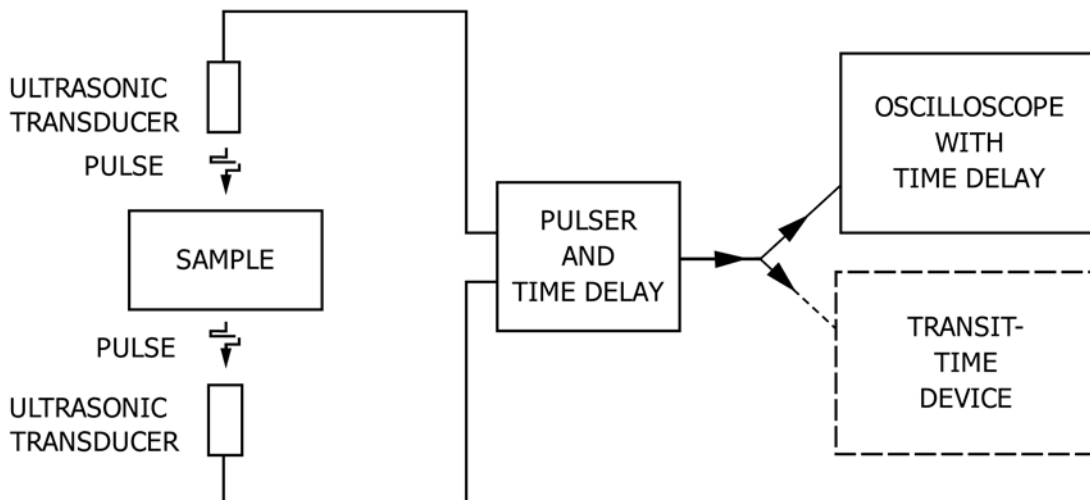 ULTRASONIC
TRANSDUCER
PULSE
SAMPLE
PULSE
ULTRASONIC
TRANSDUCER
PULSER
AND
TIME DELAY
OSCILLOSCOPE
WITH
TIME DELAY
TRANSIT-
TIME
DEVICE